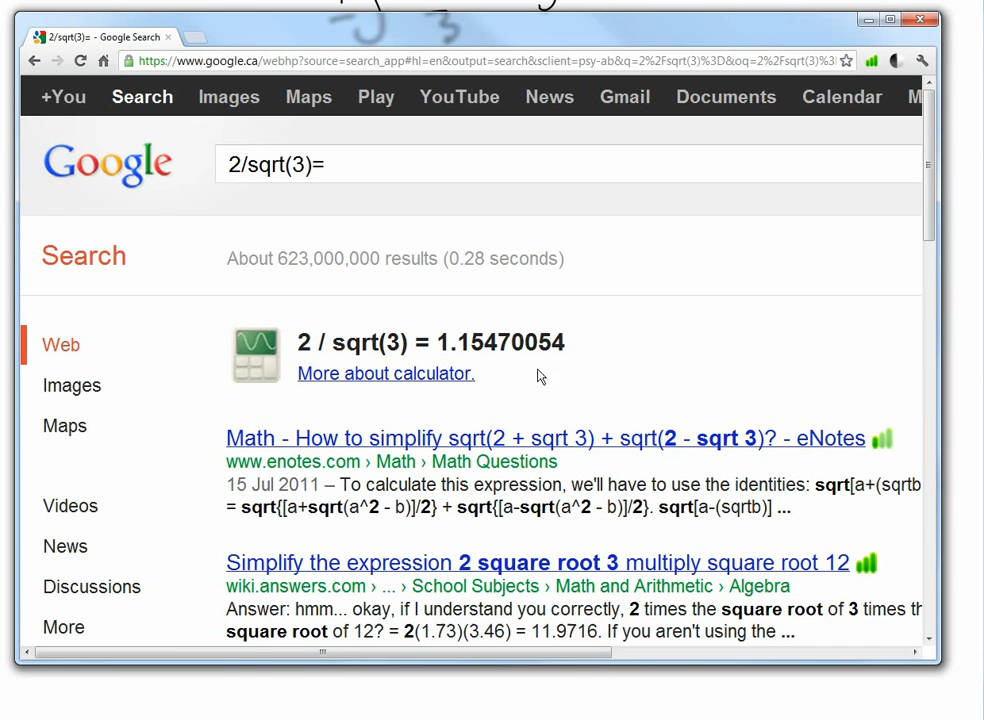 - 3
2/sqrt(3)= - Google Search
https://www.google.ca/webhp?source=search_app#hl=en&output=search&sclient=psy-ab&q=2%2Fsqrt(3)%3D&oq=2%2Fsqrt(3)%3
+You Search Images Maps Play YouTube News Gmail Documents Calendar M
Google 2/sqrt(3)=
Search About 623,000,000 results (0.28 seconds)
Web 2 / sqrt(3) = 1.15470054
More about calculator.
Images
Maps
Math - How to simplify sqrt(2 + sqrt 3) + sqrt(2 - sqrt 3)? - eNotes
www.enotes.com › Math › Math Questions
15 Jul 2011 – To calculate this expression, we'll have to use the identities: sqrt[a+(sqrtb
= sqrt{[a+sqrt(a^2 - b)]/2} + sqrt{[a-sqrt(a^2 - b)]/2}. sqrt[a-(sqrtb)] ...
Videos
News
Discussions
More
Simplify the expression 2 square root 3 multiply square root 12
wiki.answers.com › ... › School Subjects › Math and Arithmetic › Algebra
Answer: hmm... okay, if I understand you correctly, 2 times the square root of 3 times th
square root of 12? = 2(1.73)(3.46) = 11.9716. If you aren't using the ...